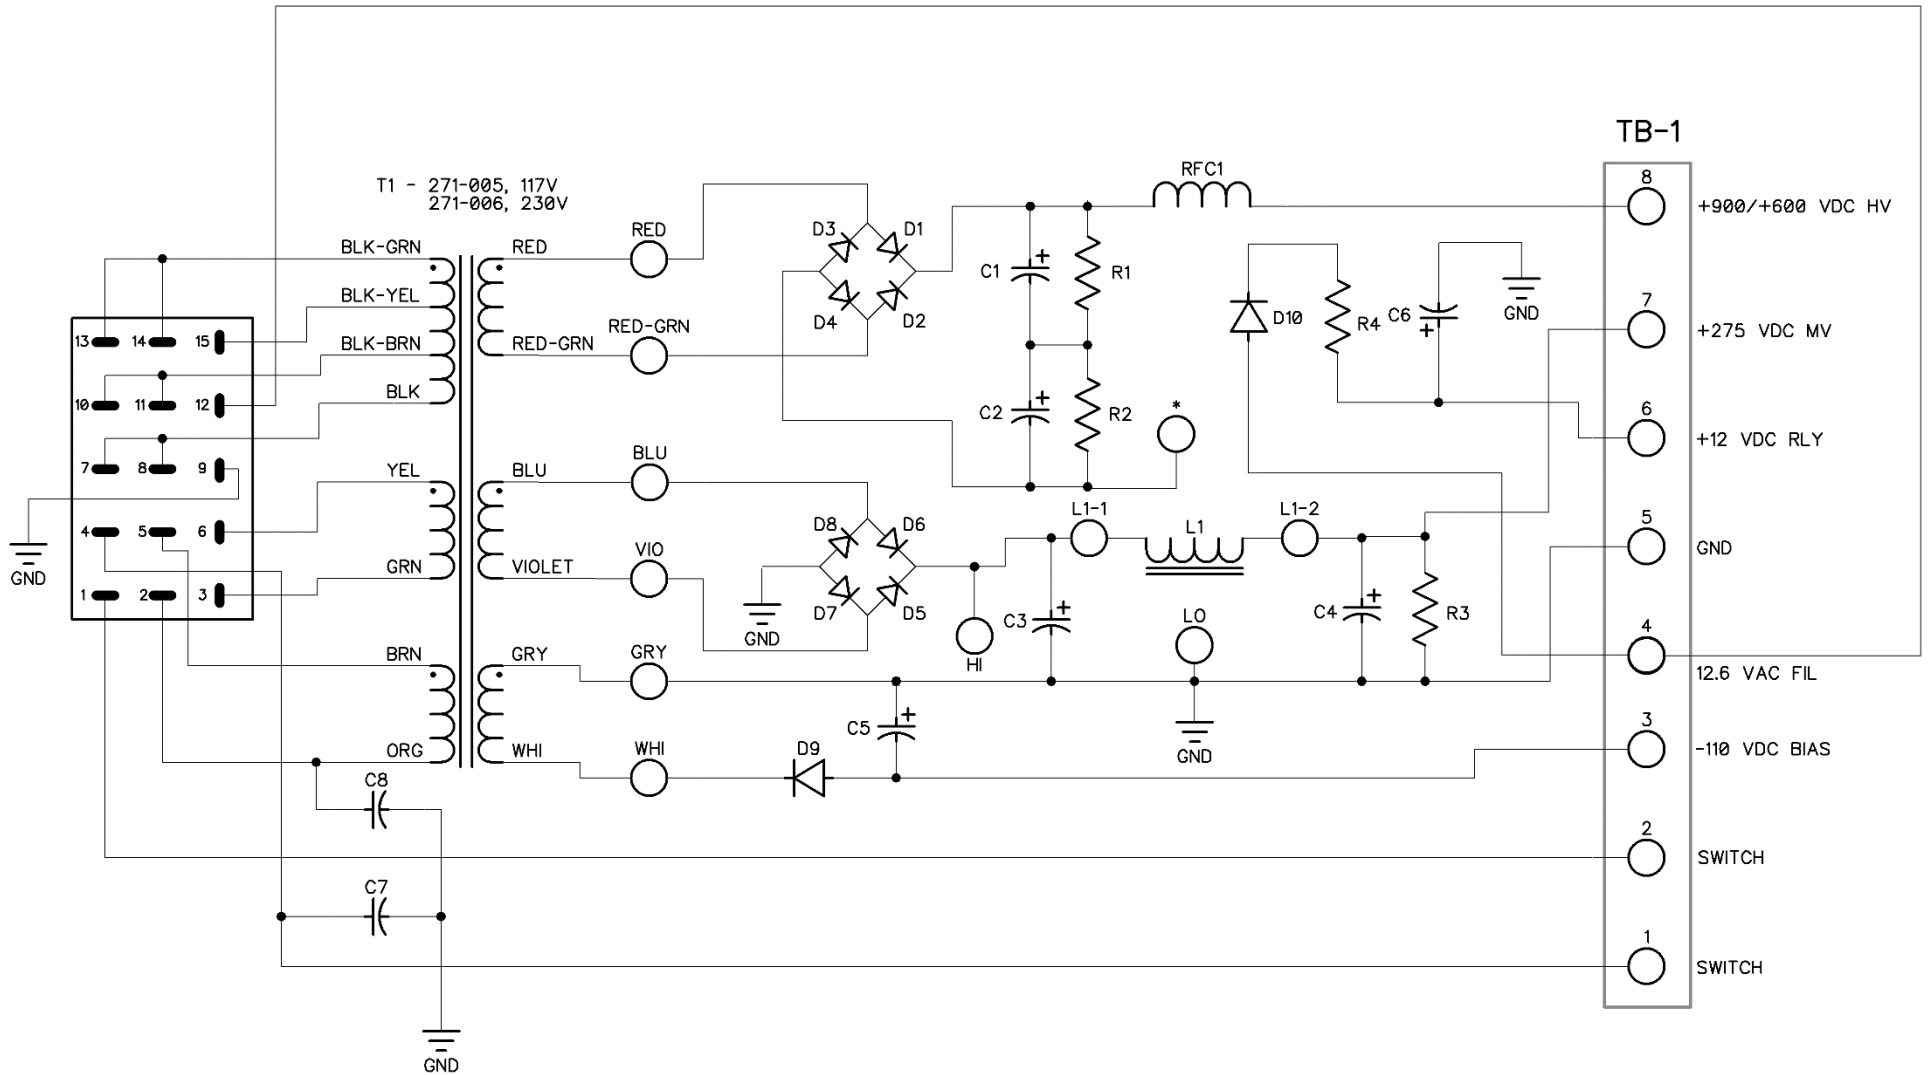 TB-1
T1 - 271-005, 117V
271-006, 230V
RFC1
8
+900/+600 VDC HV
BLK-GRN
RED
RED
D3
D1
C1
+
R1
BLK-YEL
D4
D2
D10
R4
C6
+
GND
7
+275 VDC MV
13
14
15
BLK-BRN
RED-GRN
RED-GRN
BLK
10
11
12
C2
+
R2
*
6
+12 VDC RLY
7
8
9
YEL
BLU
BLU
L1-1
L1
L1-2
5
GND
4
5
6
D8
D6
VIO
GND
GRN
VIOLET
1
2
3
D7
D5
GND
C3
+
C4
+
R3
LO
HI
4
12.6 VAC FIL
BRN
GRY
GRY
C5
+
GND
3
-110 VDC BIAS
ORG
WHI
WHI
D9
C8
2
SWITCH
C7
1
SWITCH
GND